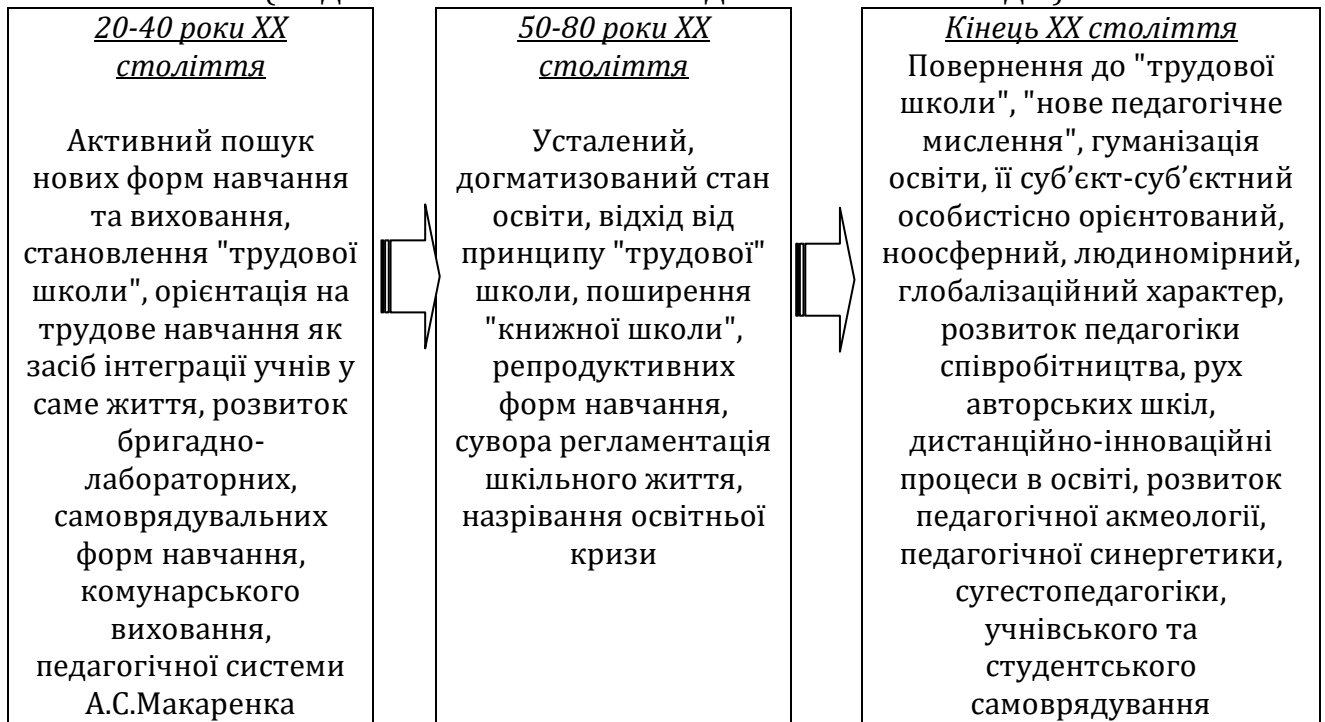 20-40 роки XX
століття
Активний пошук
нових форм навчання
та виховання,
становлення "трудової
школи", орієнтація на
трудове навчання як
засіб інтеграції учнів у
саме життя, розвиток
бригадно-
лабораторних,
самоврядувальних
форм навчання,
комунарського
виховання,
педагогічної системи
А.С.Макаренка
50-80 роки XX
століття
Усталений,
догматизований стан
освіти, відхід від
принципу "трудової"
школи, поширення
"книжної школи",
репродуктивних
форм навчання,
сувора регламентація
шкільного життя,
назрівання освітньої
кризи
Кінець XX століття
Повернення до "трудової
школи", "нове педагогічне
мислення", гуманізація
освіти, її суб’єкт-суб’єктний
особистісно орієнтований,
ноосферний, людиномірний,
глобалізаційний характер,
розвиток педагогіки
співробітництва, рух
авторських шкіл,
дистанційно-інноваційні
процеси в освіті, розвиток
педагогічної акмеології,
педагогічної синергетики,
сугестопедагогіки,
учнівського та
студентського
самоврядування